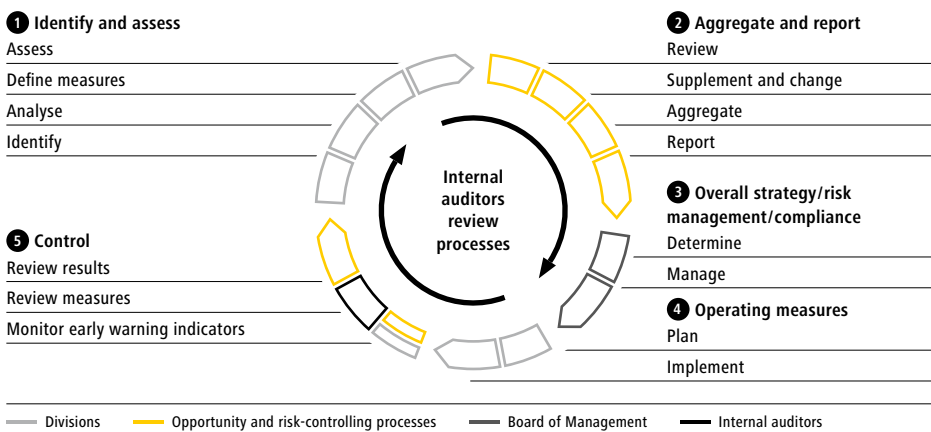 1 Identify and assess
Assess
Define measures
Analyse
Identify
2 Aggregate and report
Review
Supplement and change
Aggregate
Report
Internal
auditors
review
processes
3 Overall strategy/risk
management/compliance
Determine
Manage
4 Operating measures
Plan
Implement
5 Control
Review results
Review measures
Monitor early warning indicators
Divisions
Opportunity and risk-controlling processes
Board of Management
Internal auditors